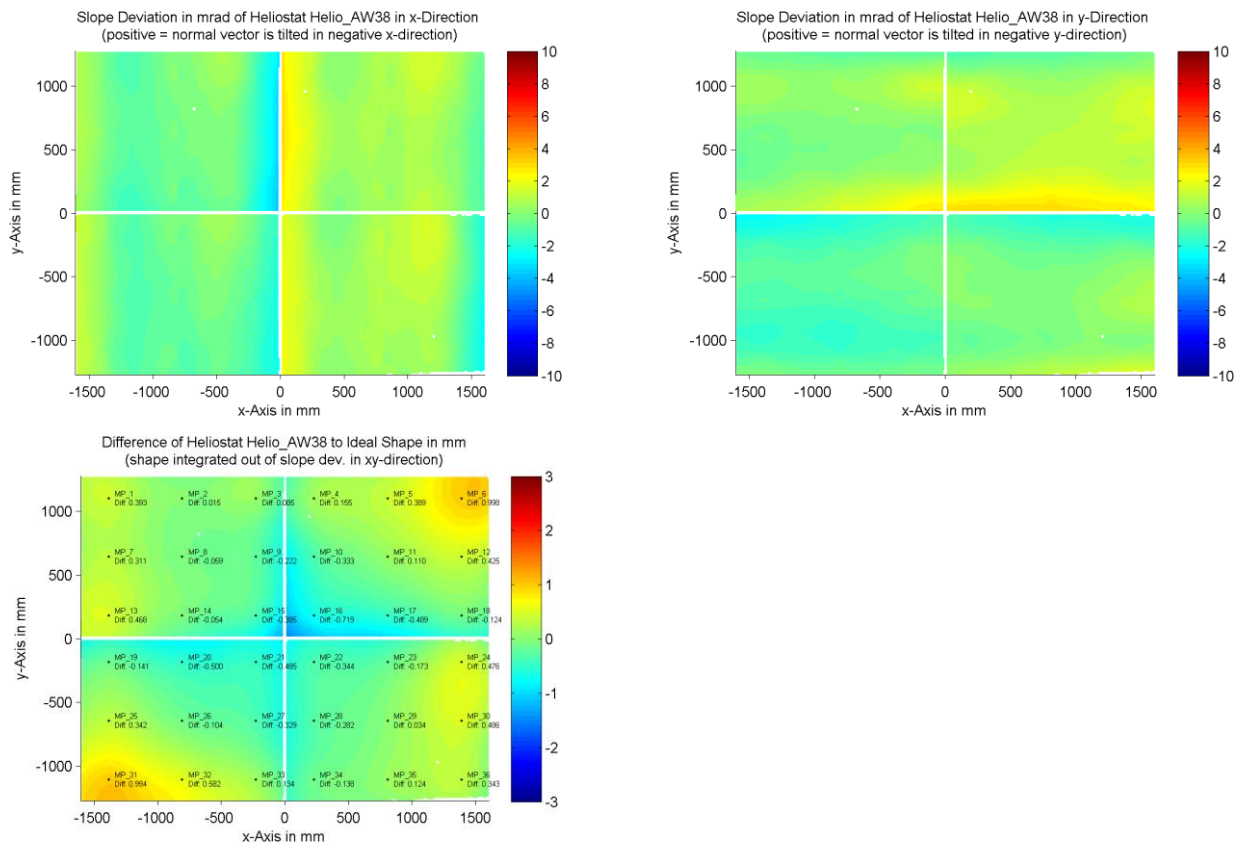 Slope Deviation in mrad of Heliostat Helio_AW38 in x-Direction
(positive = normal vector is tilted in negative x-direction)
10
8
6
4
2
0
-2
-4
-6
-8
-10
1000
500
0
-500
-1000
y-Axis in mm
-1500 -1000 -500 0 500 1000 1500
x-Axis in mm
Slope Deviation in mrad of Heliostat Helio_AW38 in y-Direction
(positive = normal vector is tilted in negative y-direction)
10
8
6
4
2
0
-2
-4
-6
-8
-10
1000
500
0
-500
-1000
y-Axis in mm
-1500 -1000 -500 0 500 1000 1500
x-Axis in mm
Difference of Heliostat Helio_AW38 to Ideal Shape in mm
(shape integrated out of slope dev. in xy-direction)
3
2
1
0
-1
-2
-3
1000
500
0
-500
-1000
y-Axis in mm
MP_1 MP_2 MP_3 MP_4 MP_5 MP_6
Diff: 0.393 Diff: 0.015 Diff: 0.085 Diff: 0.155 Diff: 0.389 Diff: 0.998
MP_7 MP_8 MP_9 MP_10 MP_11 MP_12
Diff: 0.311 Diff: -0.059 Diff: -0.222 Diff: -0.333 Diff: 0.110 Diff: 0.425
MP_13 MP_14 MP_15 MP_16 MP_17 MP_18
Diff: 0.468 Diff: -0.054 Diff: Diff: -0.719 Diff: -0.489 Diff: -0.124
MP_19 MP_20 MP_21 MP_22 MP_23 MP_24
Diff: -0.141 Diff: -0.500 Diff: -0.485 Diff: -0.344 Diff: -0.173 Diff: 0.476
MP_25 MP_26 MP_27 MP_28 MP_29 MP_30
Diff: 0.342 Diff: -0.104 Diff: -0.329 Diff: -0.282 Diff: 0.034 Diff: 0.486
MP_31 MP_32 MP_33 MP_34 MP_35 MP_36
Diff: 0.994 Diff: 0.582 Diff: 0.134 Diff: -0.138 Diff: 0.124 Diff: 0.343
-1500 -1000 -500 0 500 1000 1500
x-Axis in mm